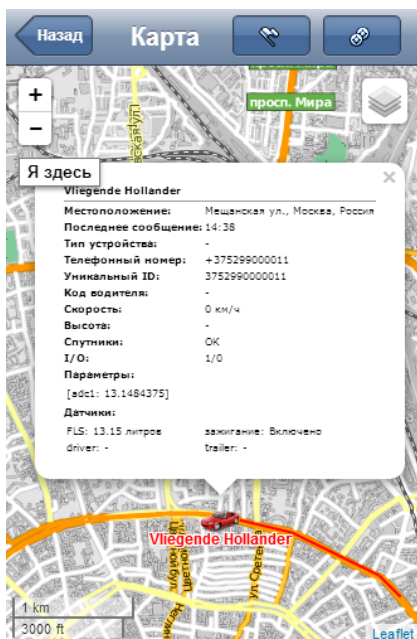 Назад
Карта
просп. Мира
+
−
Я здесь
×
Vliegende Hollander
Местоположение: Мещанская ул., Москва, Россия
Последнее сообщение: 14:38
Тип устройства: -
Телефонный номер: +375299000011
Уникальный ID: 3752990000011
Код водителя: -
Скорость: 0 км/ч
Высота: -
Спутники: OK
I/O: 1/0
Параметры:
[adc1: 13.1484375]
Датчики:
FLS: 13.15 литров зажигание: Включено
driver: - trailer: -
Vliegende Hollander
ул. Сретенка
1 km
3000 ft
Leaflet